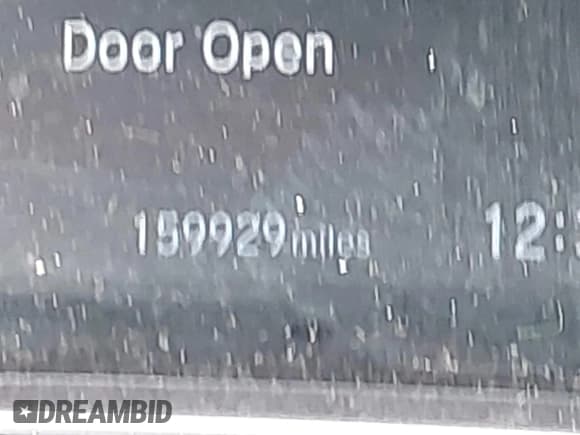 Door Open
159929 miles
12:
DREAMBID